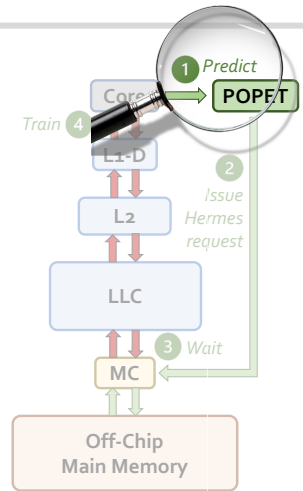 1 Predict
Core
POPET
Train 4
L1-D
2
Issue
Hermes
request
L2
LLC
3 Wait
MC
Off-Chip
Main Memory